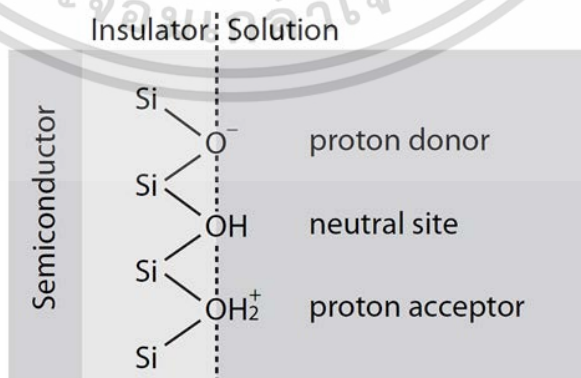 Insulator Solution
Semiconductor
Si
O⁻ proton donor
Si
OH neutral site
Si
OH₂⁺ proton acceptor
Si